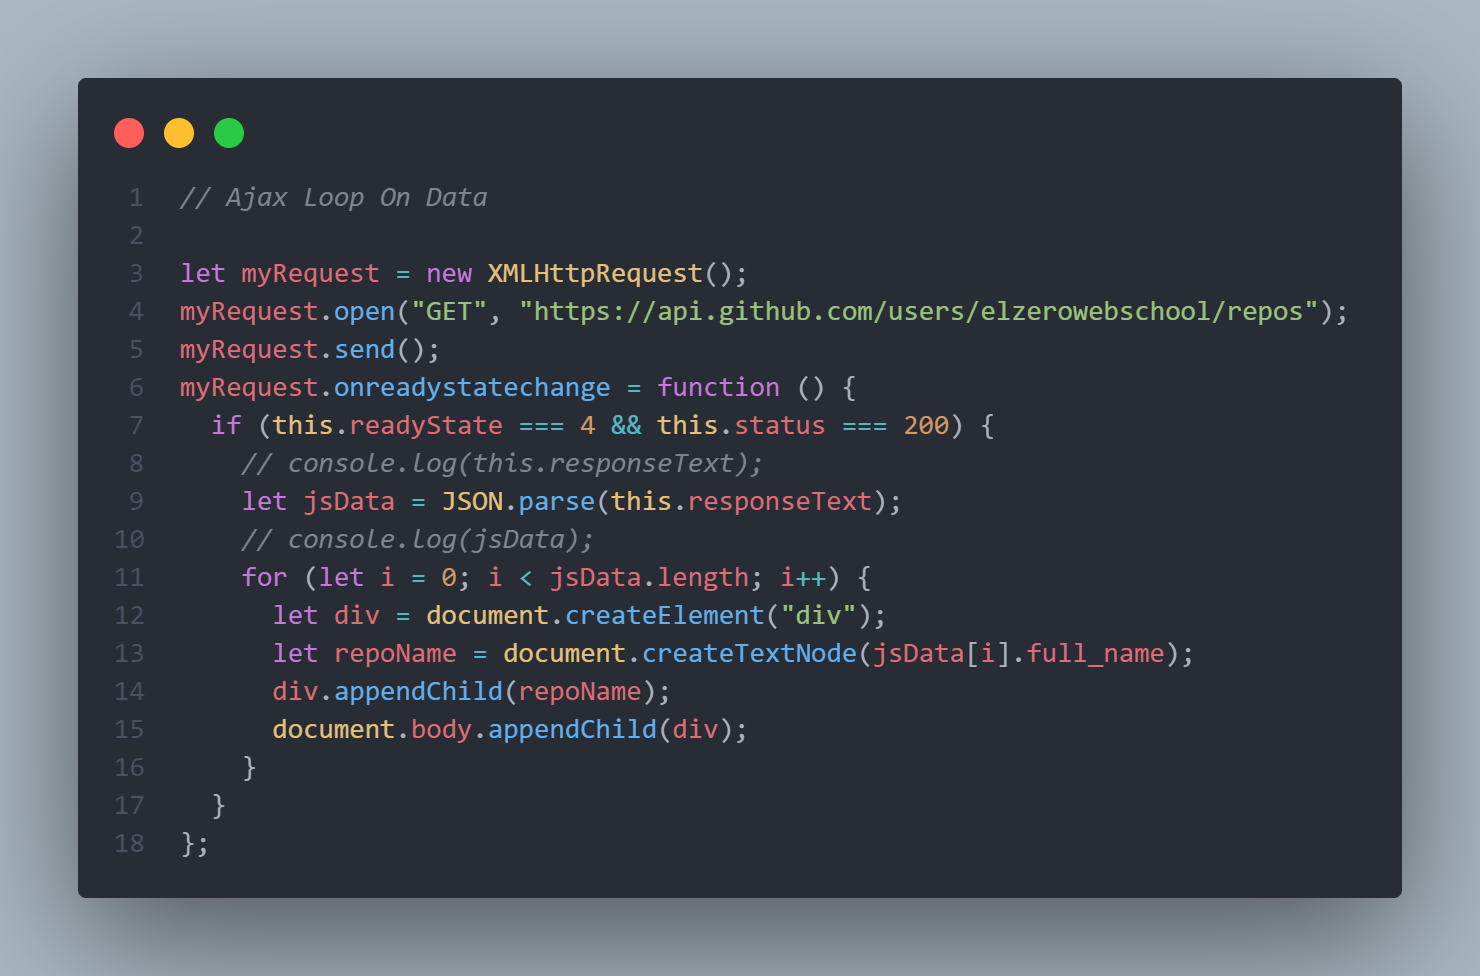 1 // Ajax Loop On Data
2
3 let myRequest = new XMLHttpRequest();
4 myRequest.open("GET", "https://api.github.com/users/elzerowebschool/repos");
5 myRequest.send();
6 myRequest.onreadystatechange = function () {
7   if (this.readyState === 4 && this.status === 200) {
8     // console.log(this.responseText);
9     let jsData = JSON.parse(this.responseText);
10     // console.log(jsData);
11     for (let i = 0; i < jsData.length; i++) {
12       let div = document.createElement("div");
13       let repoName = document.createTextNode(jsData[i].full_name);
14       div.appendChild(repoName);
15       document.body.appendChild(div);
16     }
17   }
18 };